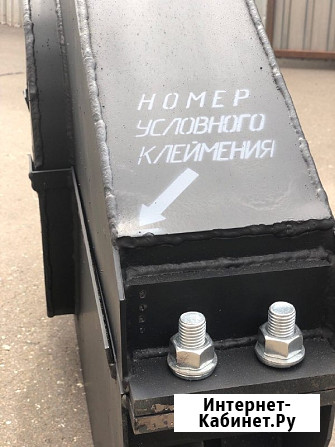 НОМЕР
УСЛОВНОГО
КЛЕЙМЕНИЯ
Интернет-
Кабинет.Ру